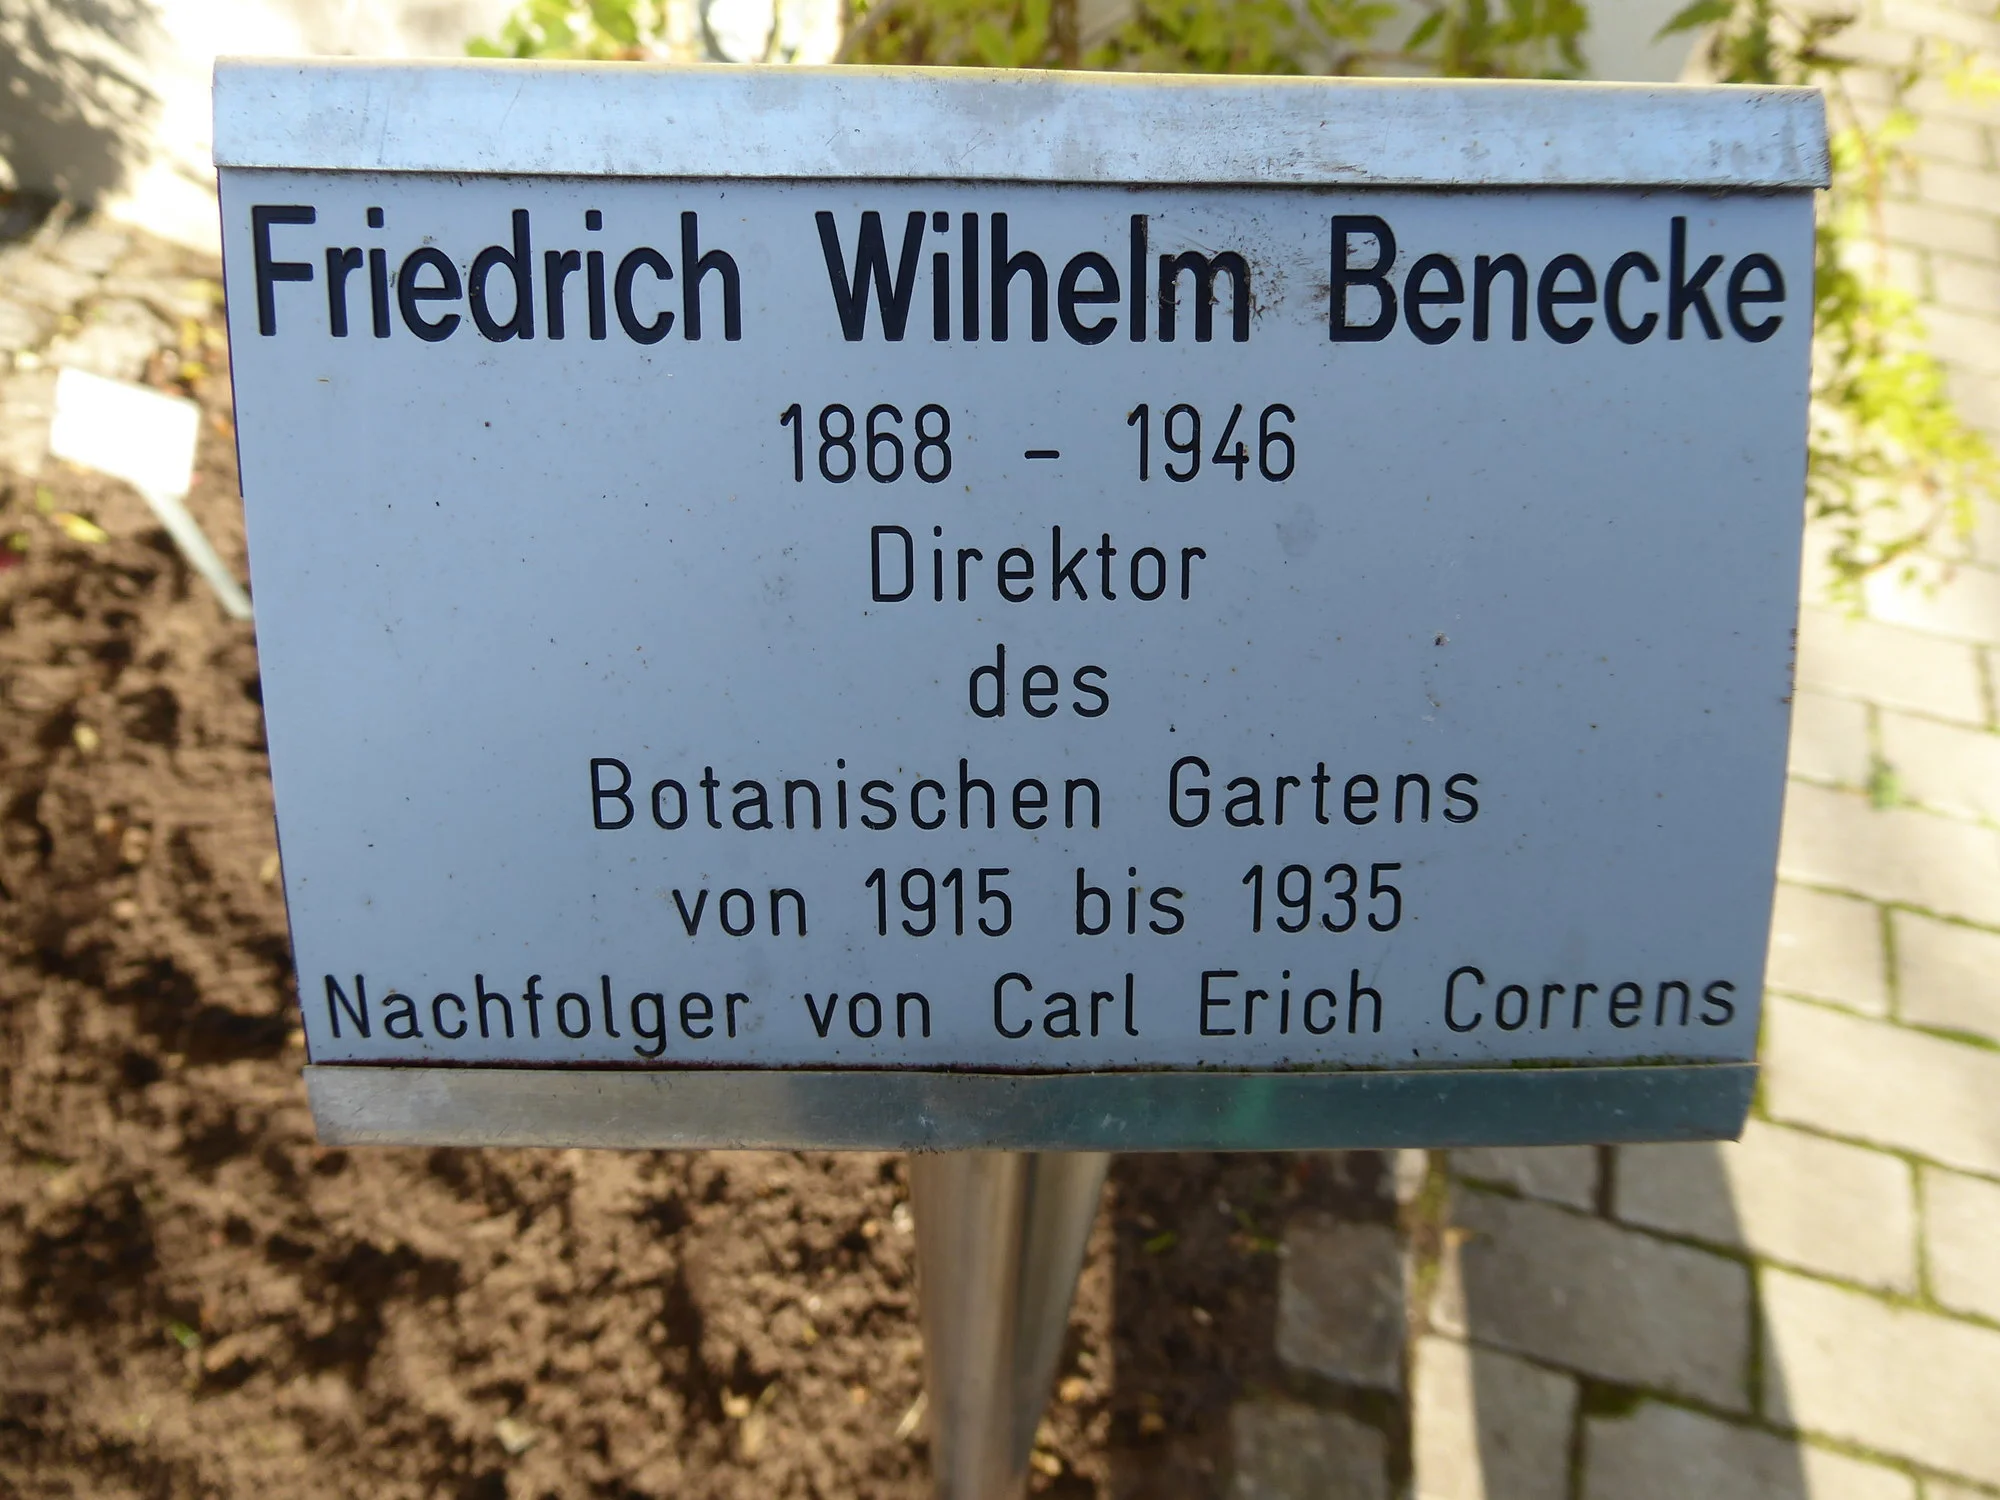 Friedrich Wilhelm Benecke
1868 - 1946
Direktor
des
Botanischen Gartens
von 1915 bis 1935
Nachfolger von Carl Erich Correns